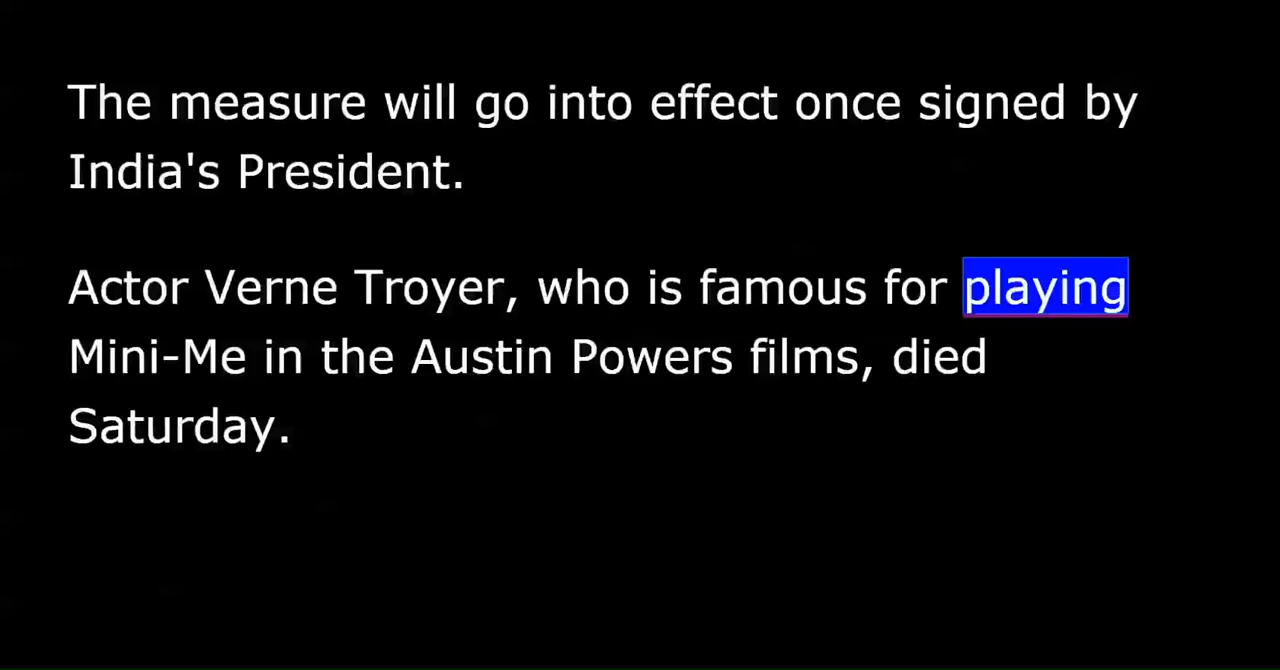 The measure will go into effect once signed by
India's President.
Actor Verne Troyer, who is famous for playing
Mini-Me in the Austin Powers films, died
Saturday.